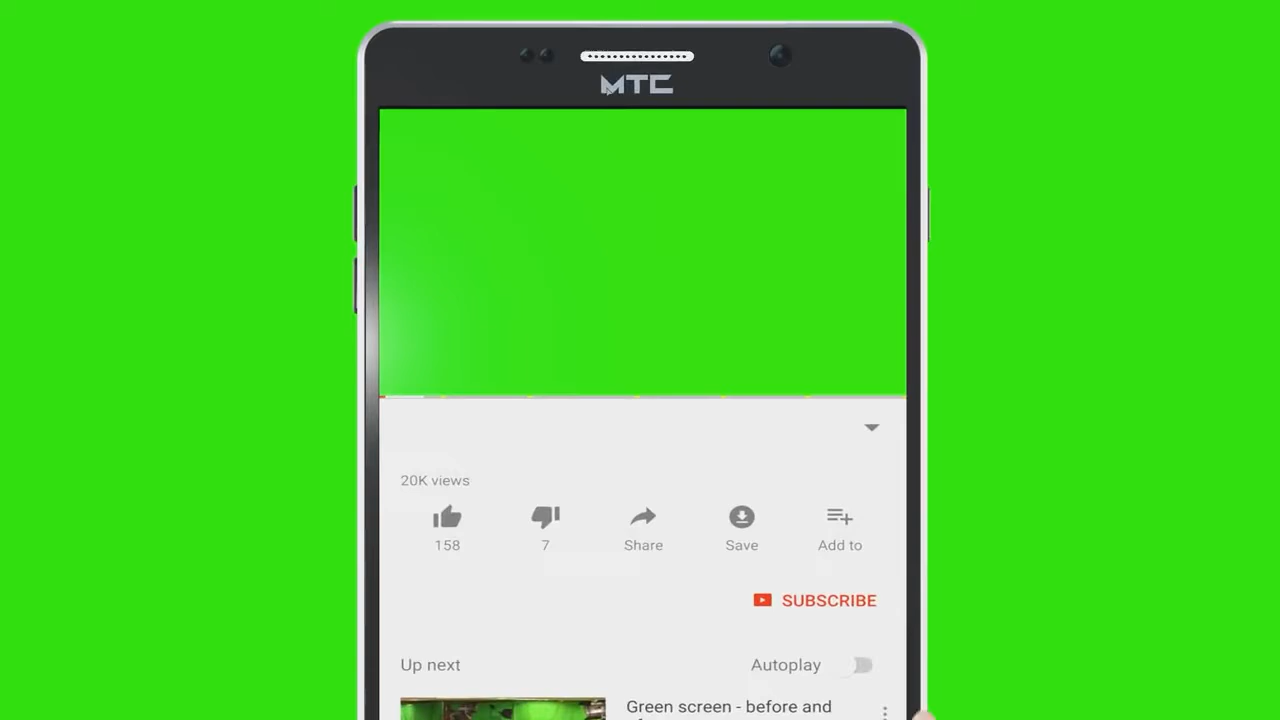 MTC
20K views
158 7 Share Save Add to
SUBSCRIBE
Up next Autoplay
Green screen - before and